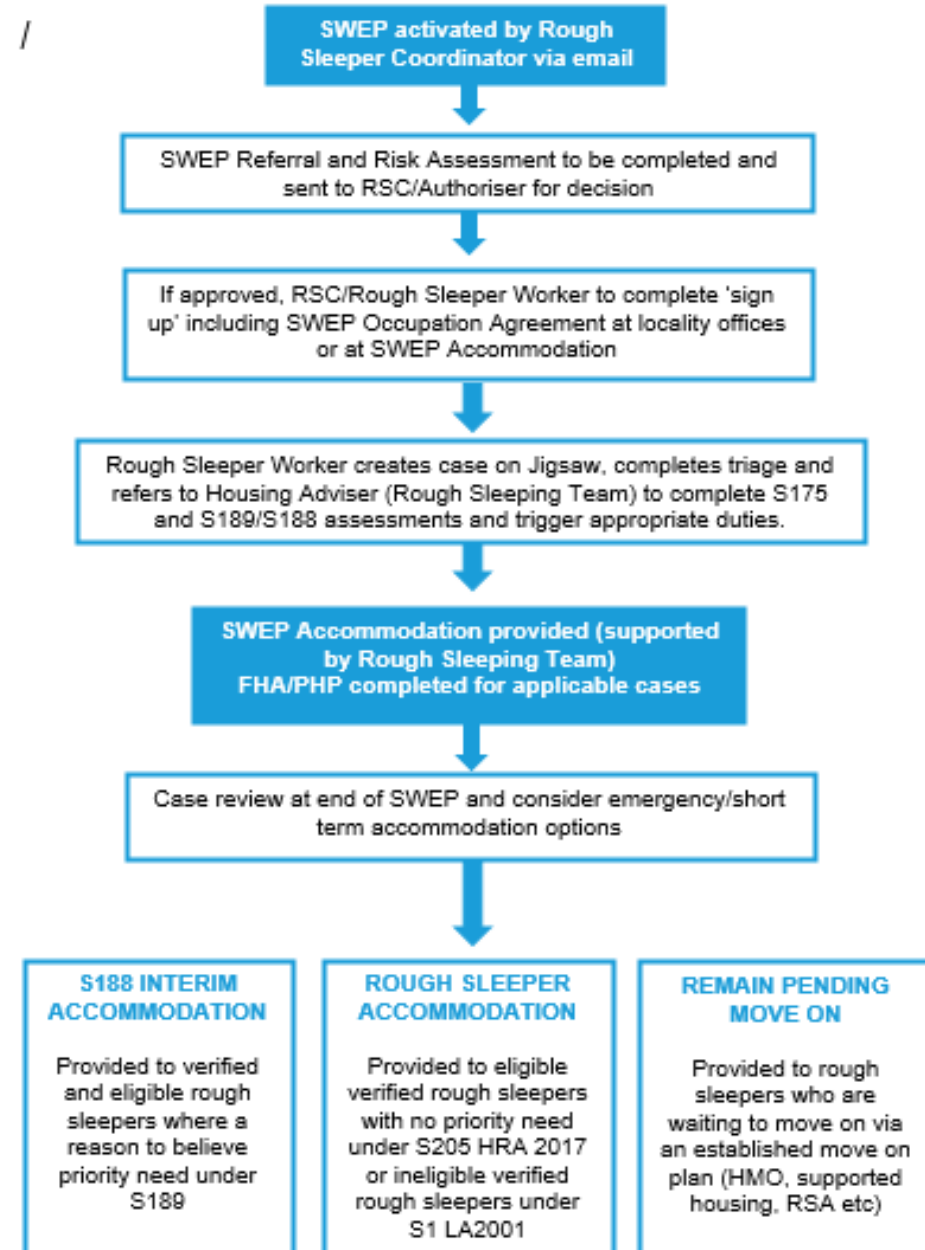 /
SWEP activated by Rough
Sleeper Coordinator via email
SWEP Referral and Risk Assessment to be completed and
sent to RSC/Authoriser for decision
If approved, RSC/Rough Sleeper Worker to complete 'sign
up' including SWEP Occupation Agreement at locality offices
or at SWEP Accommodation
Rough Sleeper Worker creates case on Jigsaw, completes triage and
refers to Housing Adviser (Rough Sleeping Team) to complete S175
and S189/S188 assessments and trigger appropriate duties.
SWEP Accommodation provided (supported
by Rough Sleeping Team)
FHA/PHP completed for applicable cases
Case review at end of SWEP and consider emergency/short
term accommodation options
S188 INTERIM
ACCOMMODATION
Provided to verified
and eligible rough
sleepers where a
reason to believe
priority need under
S189
ROUGH SLEEPER
ACCOMMODATION
Provided to eligible
verified rough sleepers
with no priority need
under S205 HRA 2017
or ineligible verified
rough sleepers under
S1 LA2001
REMAIN PENDING
MOVE ON
Provided to rough
sleepers who are
waiting to move on via
an established move on
plan (HMO, supported
housing, RSA etc)